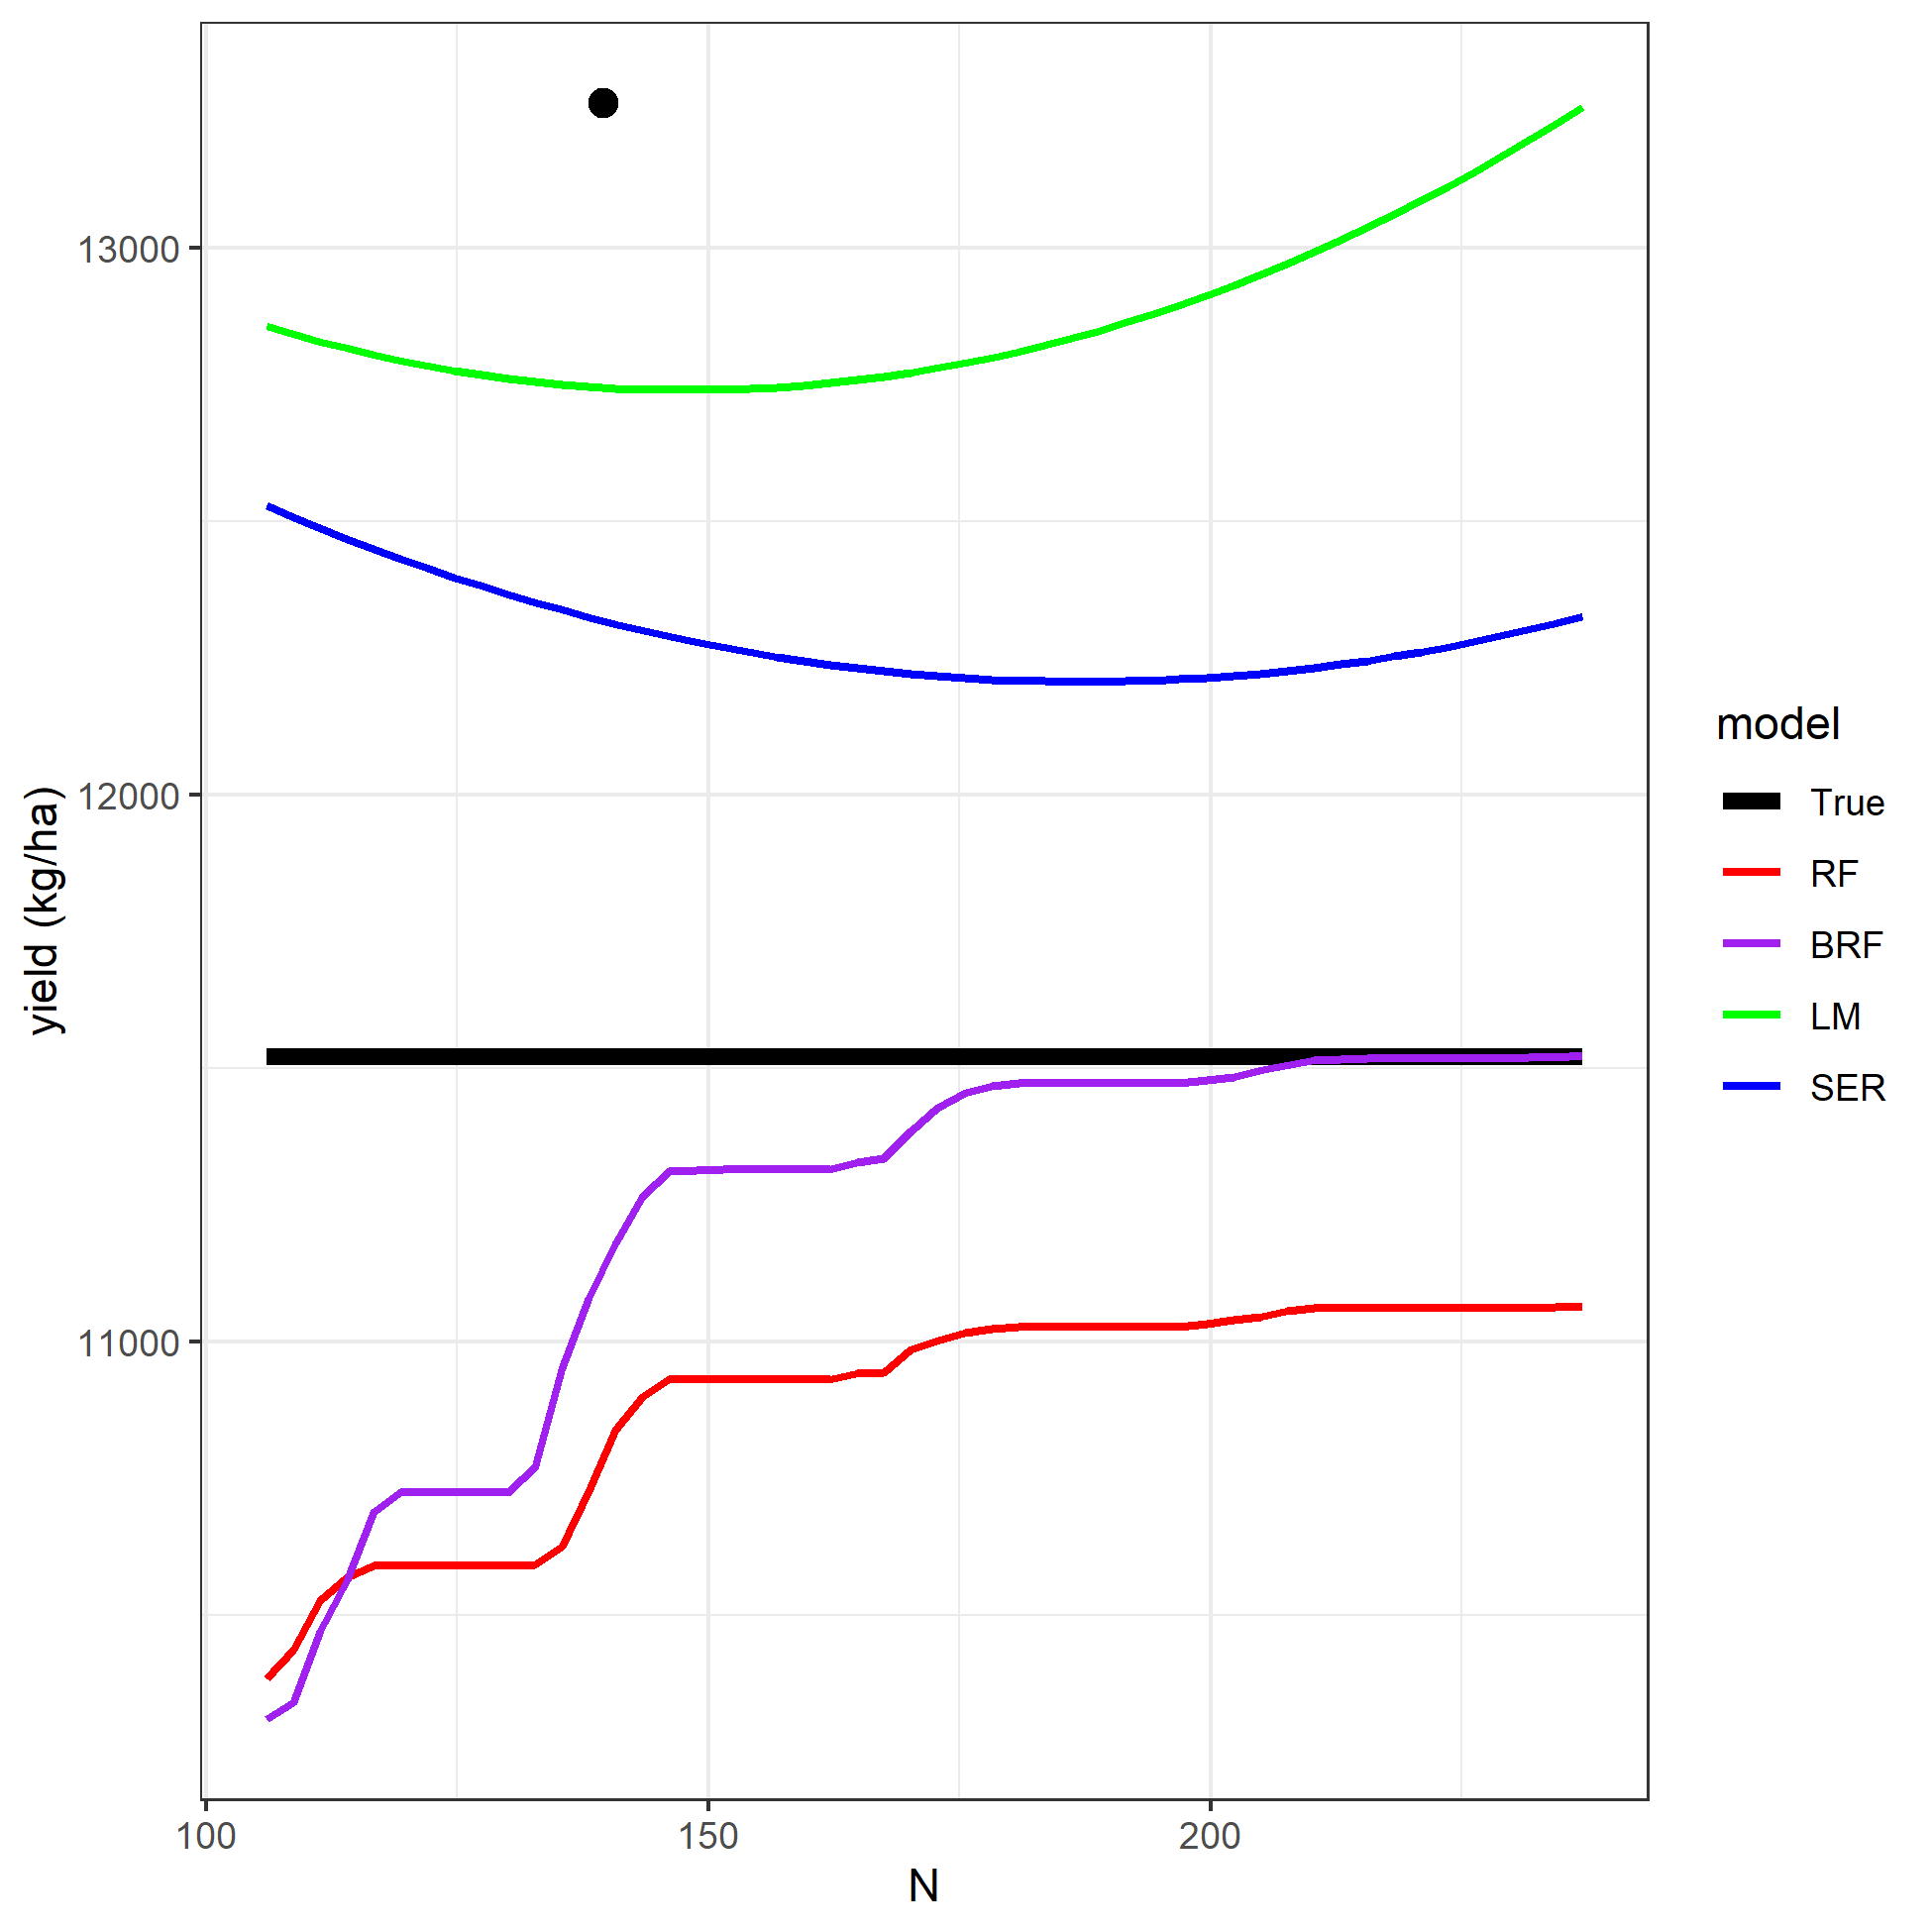 13000
12000
11000
yield (kg/ha)
100
150
200
N
model
True
RF
BRF
LM
SER